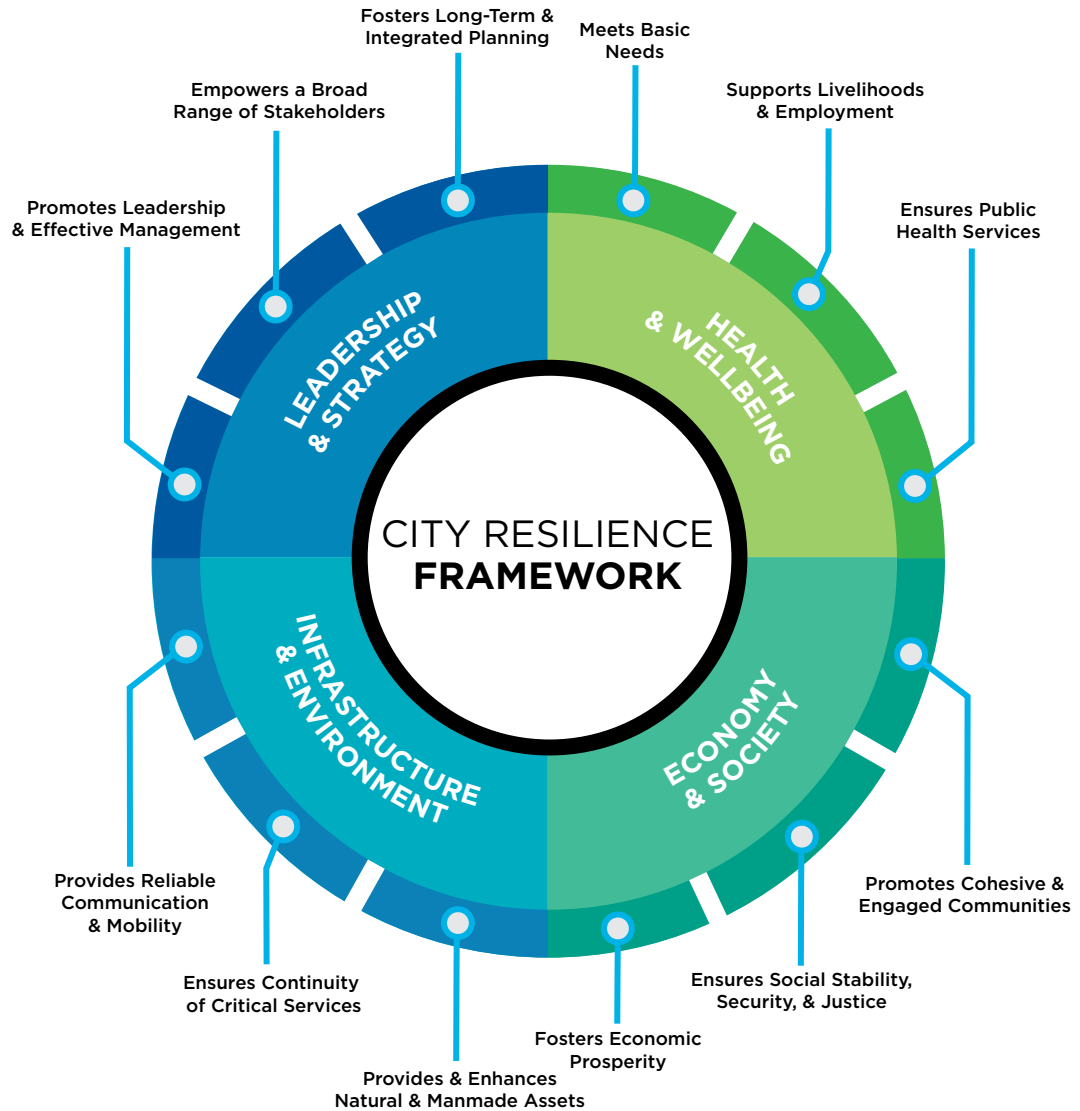 Fosters Long-Term &
Integrated Planning
Meets Basic
Needs
Empowers a Broad
Range of Stakeholders
Supports Livelihoods
& Employment
Promotes Leadership
& Effective Management
Ensures Public
Health Services
LEADERSHIP
& STRATEGY
HEALTH
& WELLBEING
CITY RESILIENCE
FRAMEWORK
INFRASTRUCTURE
& ENVIRONMENT
ECONOMY
& SOCIETY
Provides Reliable
Communication
& Mobility
Promotes Cohesive &
Engaged Communities
Ensures Continuity
of Critical Services
Ensures Social Stability,
Security, & Justice
Fosters Economic
Prosperity
Provides & Enhances
Natural & Manmade Assets